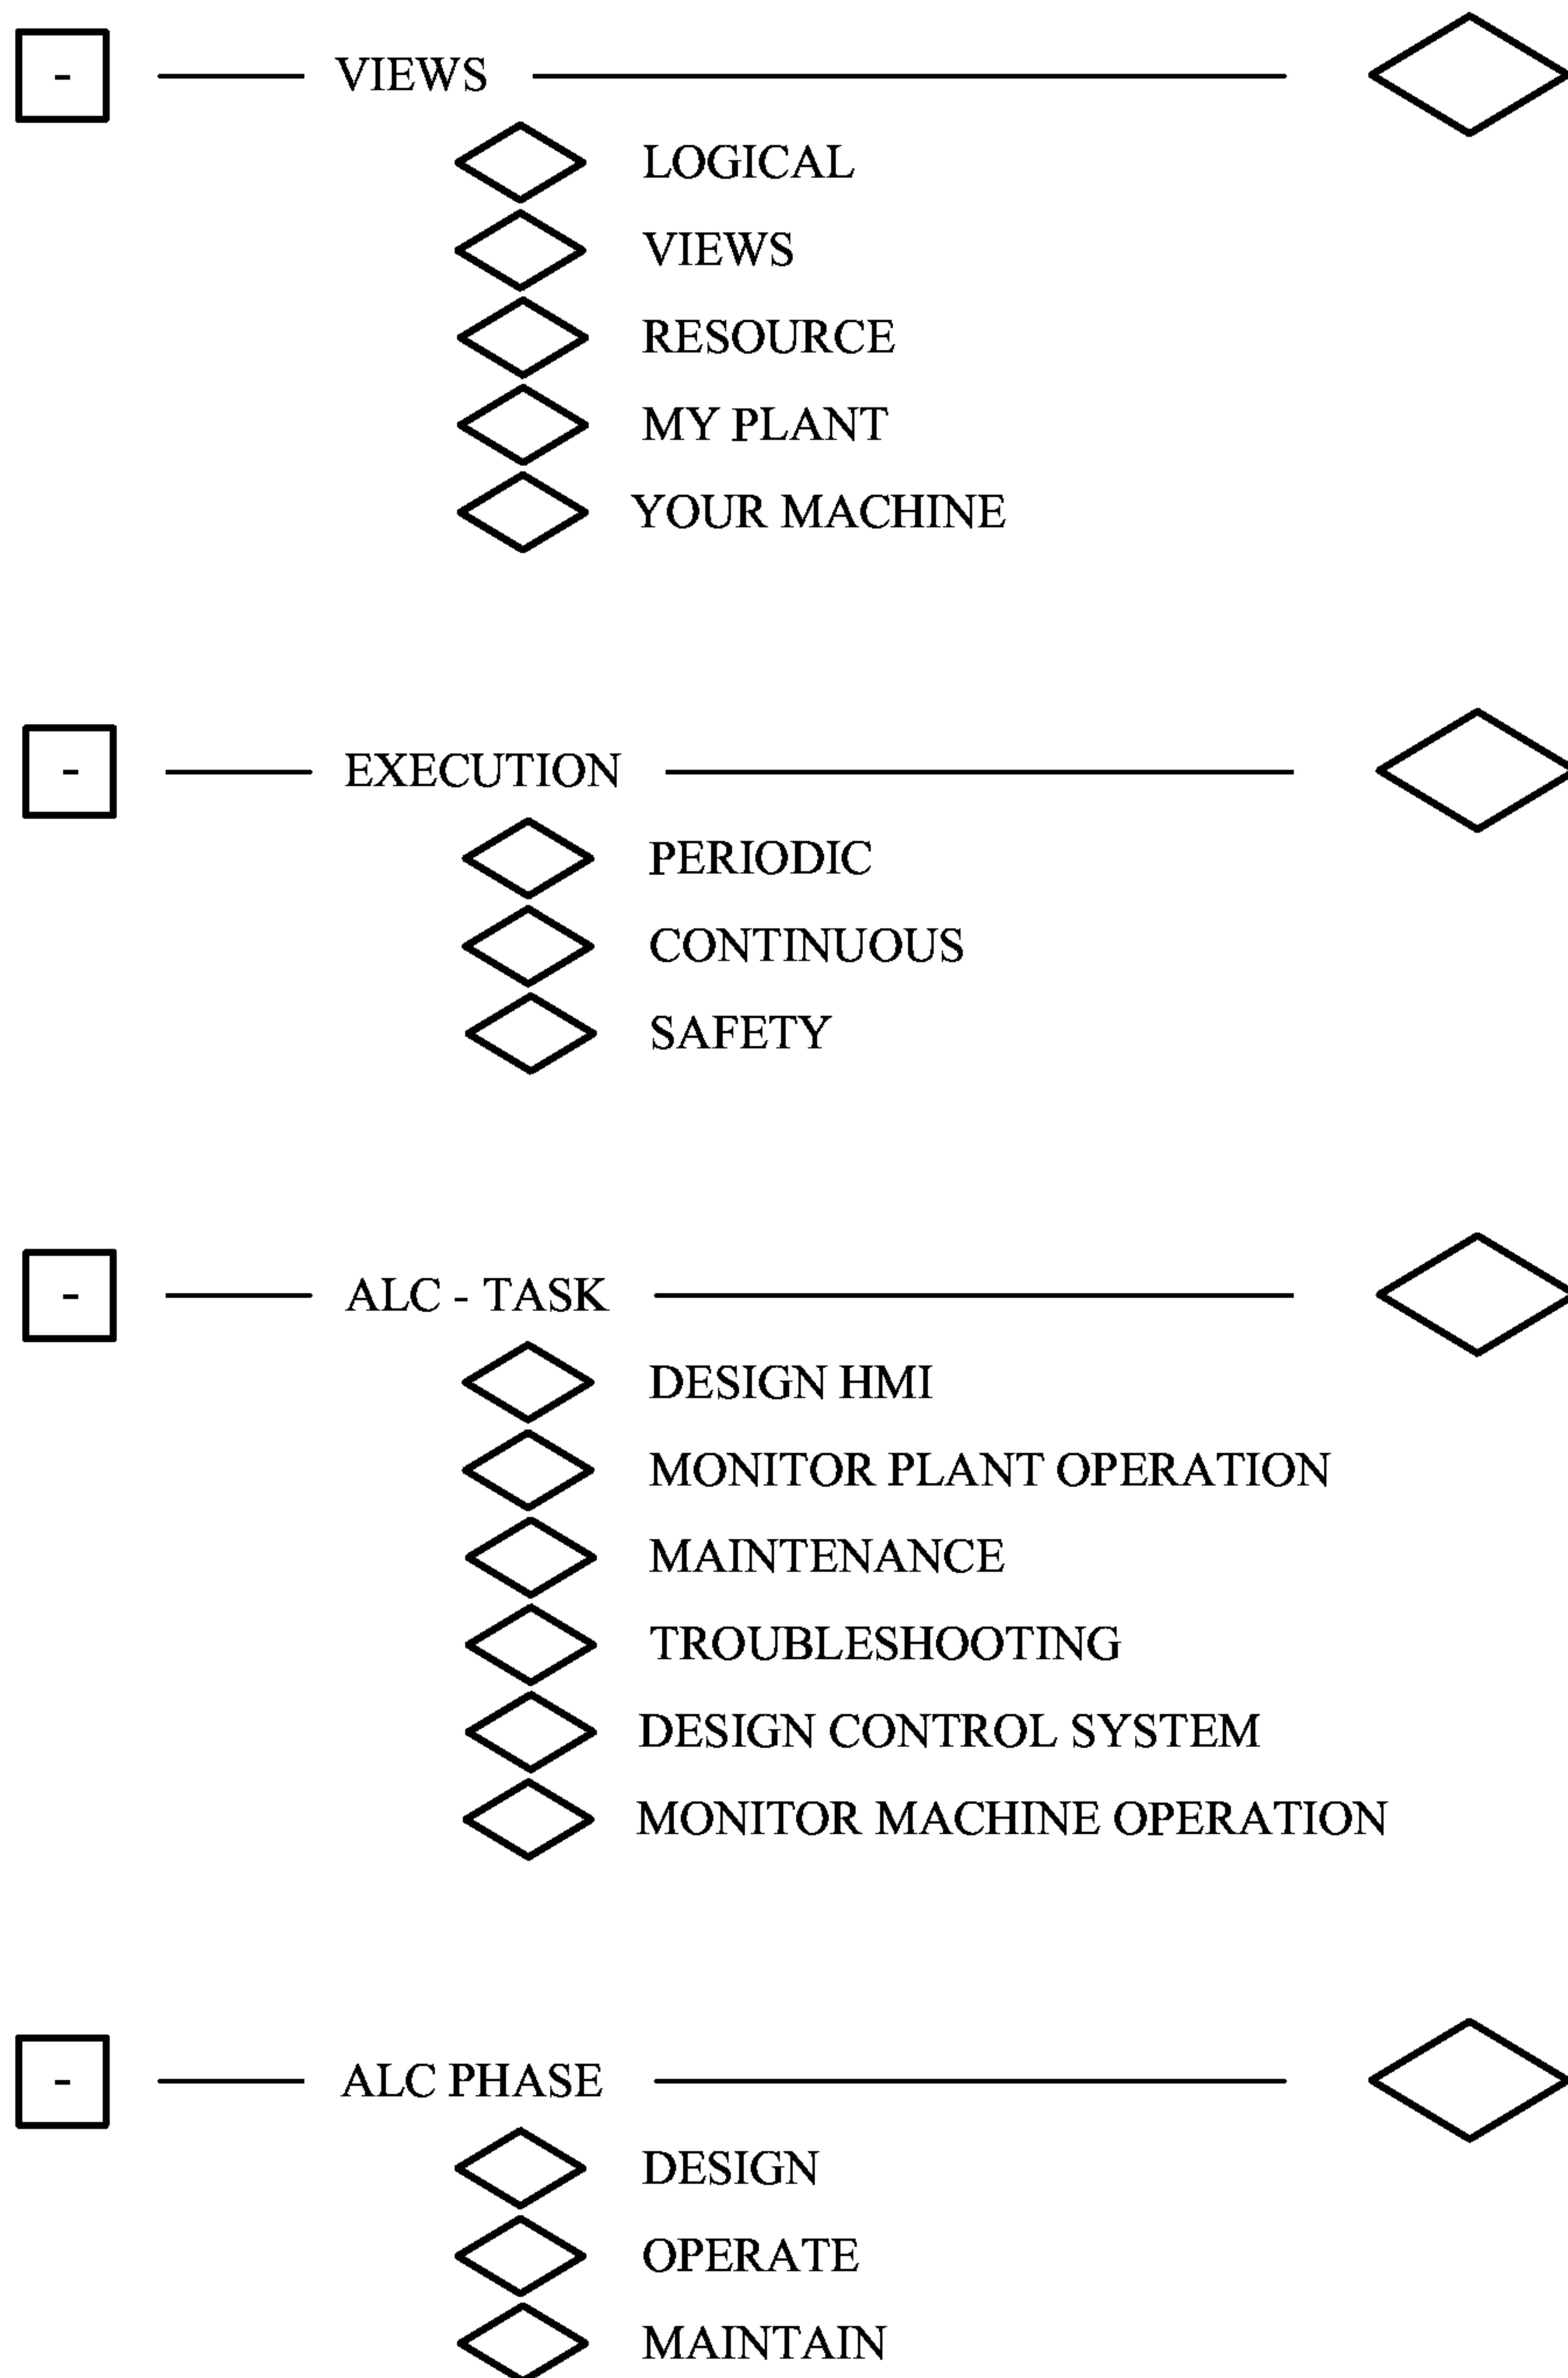 - VIEWS
LOGICAL
VIEWS
RESOURCE
MY PLANT
YOUR MACHINE
- EXECUTION
PERIODIC
CONTINUOUS
SAFETY
- ALC - TASK
DESIGN HMI
MONITOR PLANT OPERATION
MAINTENANCE
TROUBLESHOOTING
DESIGN CONTROL SYSTEM
MONITOR MACHINE OPERATION
- ALC PHASE
DESIGN
OPERATE
MAINTAIN